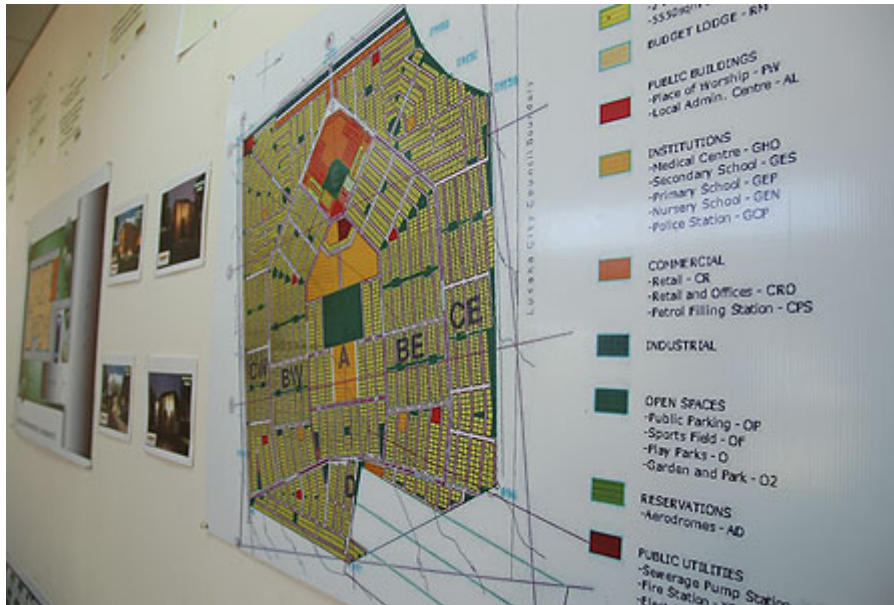 -5550sqm
BUDGET LODGE - RM
PUBLIC BUILDINGS
-Place of Worship - PW
-Local Admin. Centre - AL
INSTITUTIONS
-Medical Centre - GHO
-Secondary School - GES
-Primary School - GEP
-Nursery School - GEN
-Police Station - GOP
COMMERCIAL
-Retail - CR
-Retail and Offices - CRO
-Petrol Filling Station - CPS
INDUSTRIAL
OPEN SPACES
-Public Parking - OP
-Sports Field - OF
-Play Parks - O
-Garden and Park - O2
RESERVATIONS
-Aerodromes - AD
PUBLIC UTILITIES
-Sewerage Pump Station
-Fire Station
Lusaka City Council Boundary
CW
BW
A
BE
CE
D